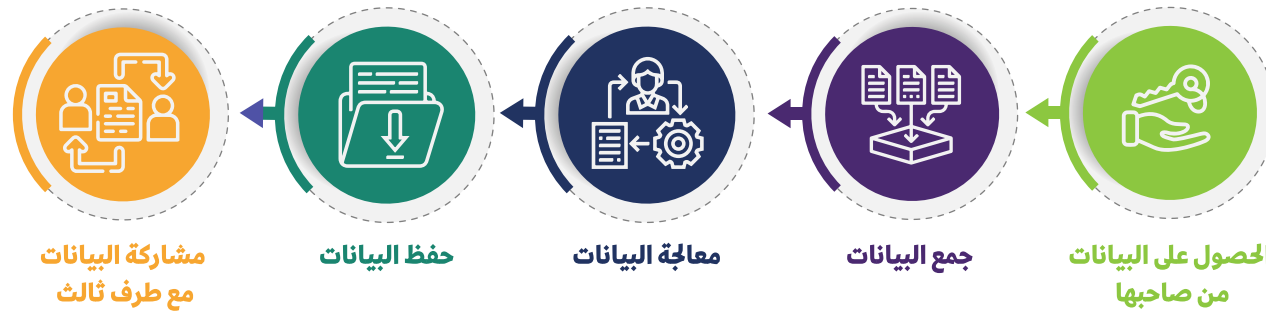 الحصول على البيانات
من صاحبها
جمع البيانات
معالجة البيانات
حفظ البيانات
مشاركة البيانات
مع طرف ثالث